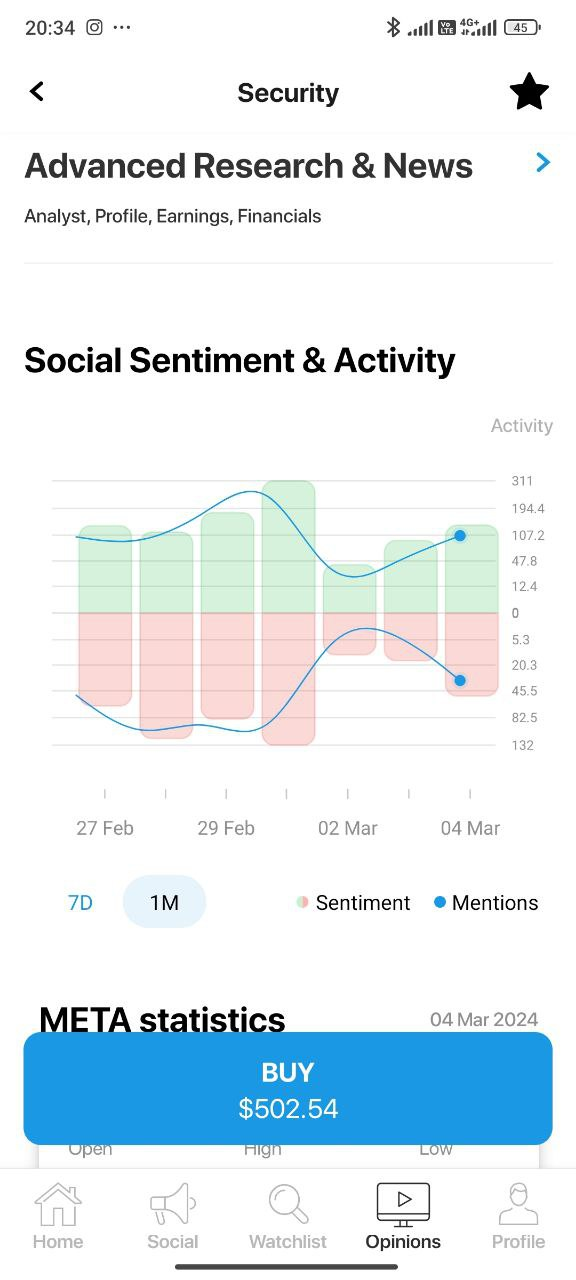 20:34
Vo LTE 4G+ 45
Security
Advanced Research & News
Analyst, Profile, Earnings, Financials
Social Sentiment & Activity
Activity
311
194.4
107.2
47.8
12.4
0
5.3
20.3
45.5
82.5
132
27 Feb 29 Feb 02 Mar 04 Mar
7D 1M Sentiment Mentions
META statistics 04 Mar 2024
BUY
$502.54
Open High Low
Home Social Watchlist Opinions Profile